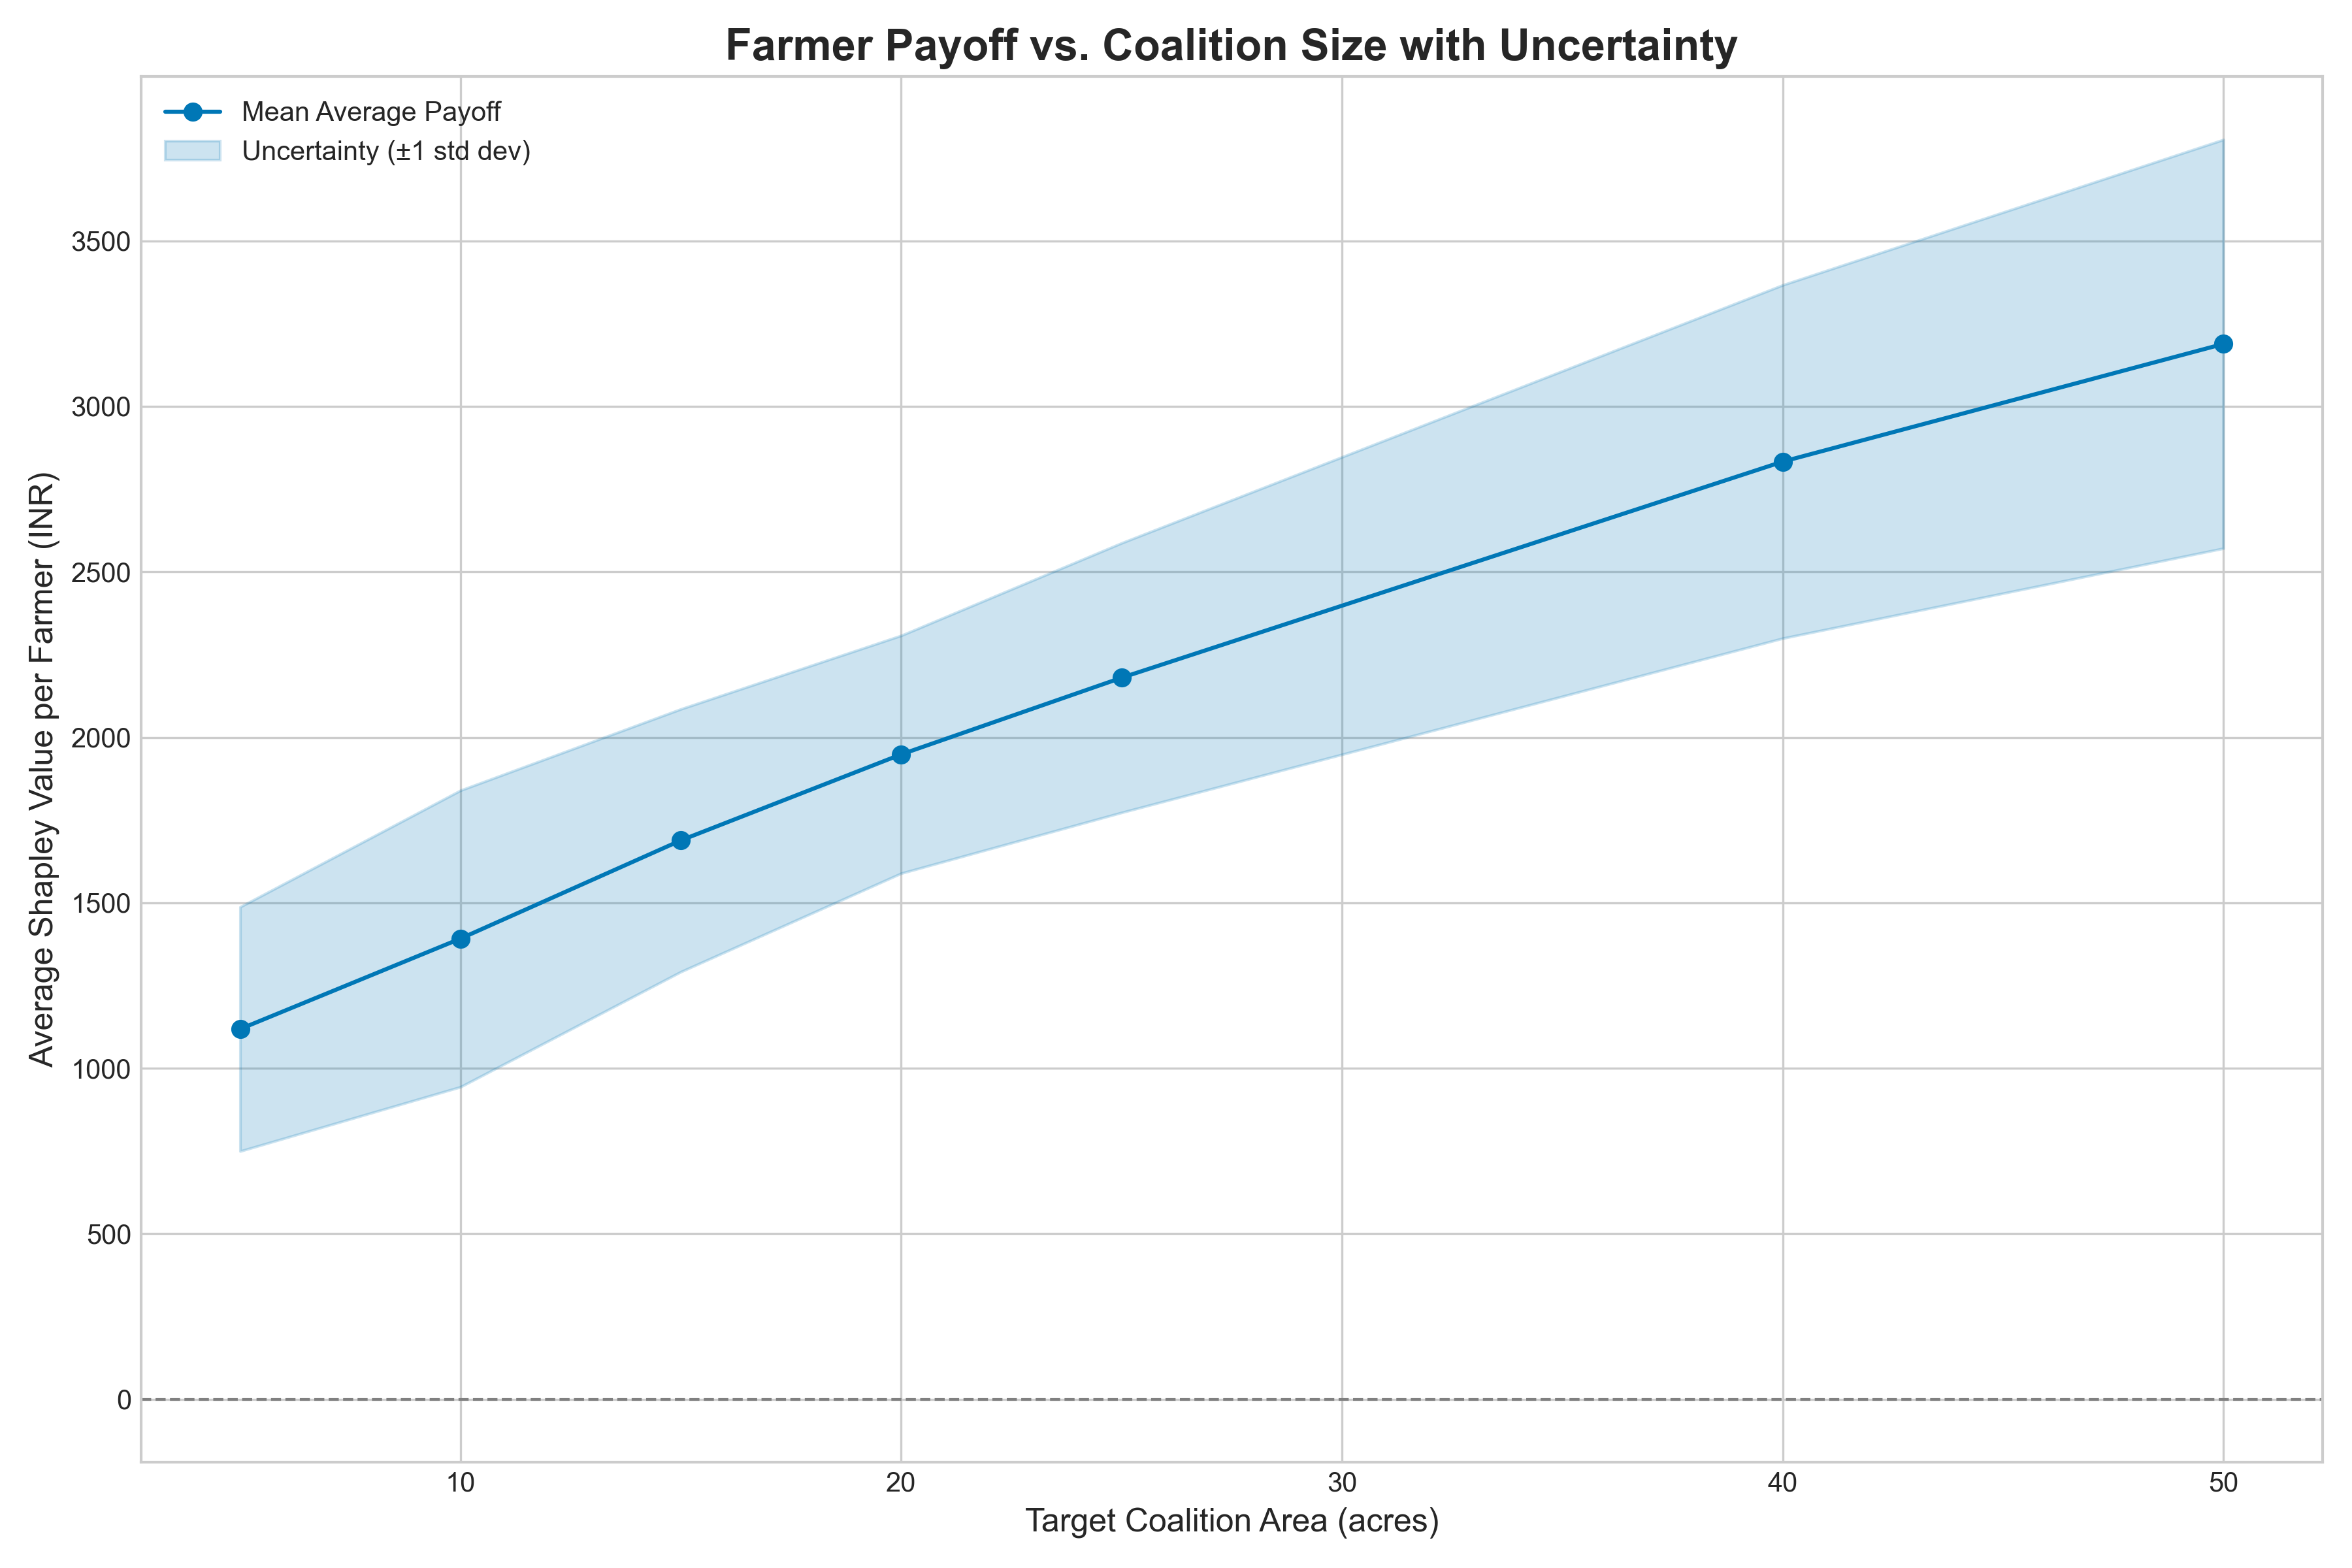 Farmer Payoff vs. Coalition Size with Uncertainty
Mean Average Payoff
Uncertainty (±1 std dev)
Average Shapley Value per Farmer (INR)
3500
3000
2500
2000
1500
1000
500
0
10 20 30 40 50
Target Coalition Area (acres)